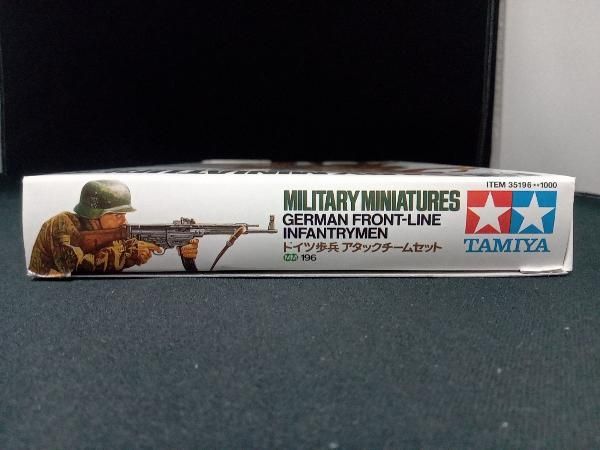 MILITARY MINIATURES
GERMAN FRONT-LINE
INFANTRYMEN
ドイツ歩兵 アタックチームセット
MM 196
ITEM 35196**1000
TAMIYA